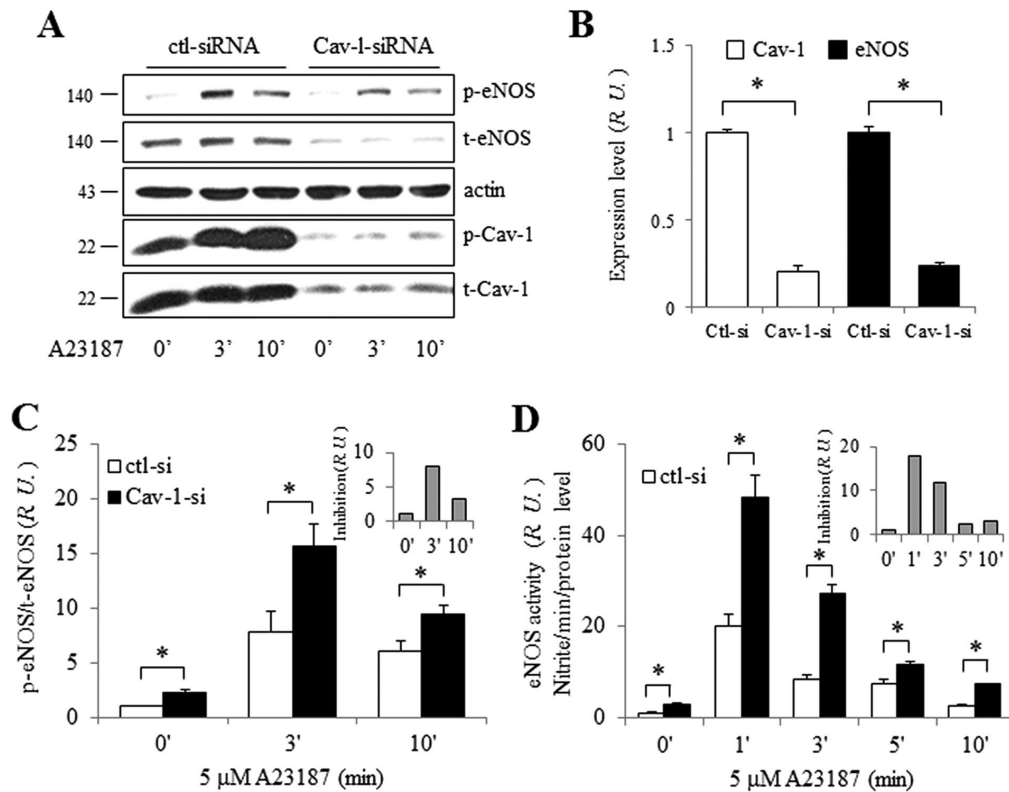 A
ctl-siRNA Cav-1-siRNA
140 p-eNOS
140 t-eNOS
43 actin
22 p-Cav-1
22 t-Cav-1
A23187 0' 3' 10' 0' 3' 10'
B
Cav-1 eNOS
Expression level (R U.)
1.5
1
0.5
0
* *
Ctl-si Cav-1-si Ctl-si Cav-1-si
C
p-eNOS/t-eNOS (R U.)
25
20
15
10
5
0
ctl-si
Cav-1-si
* * *
0' 3' 10'
5 µM A23187 (min)
Inhibition(R U.)
10
5
0
0' 3' 10'
D
eNOS activity (R U.)
Nitrite/min/protein level
60
40
20
0
ctl-si
* * * * *
0' 1' 3' 5' 10'
5 µM A23187 (min)
Inhibition(R U)
20
10
0
0' 1' 3' 5' 10'